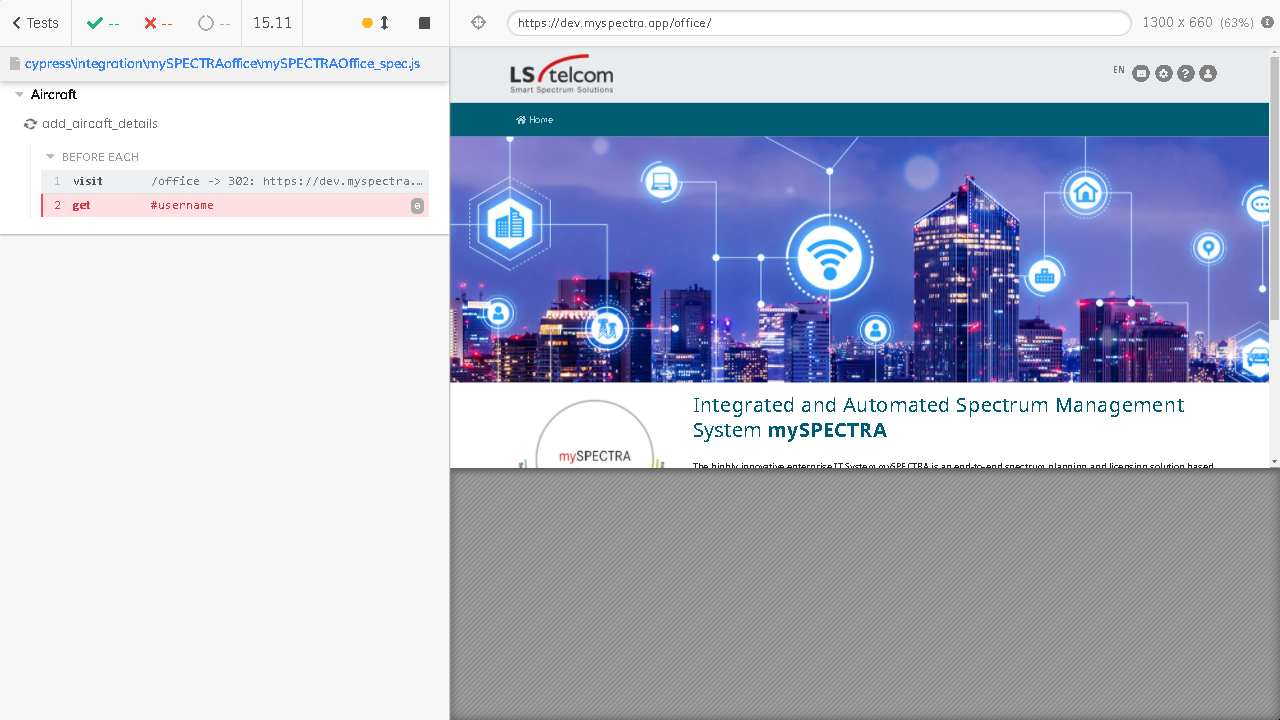 Tests
--
--
--
15.11
https://dev.myspectra.app/office/
1300 x 660 (63%)
cypress\integration\mySPECTRAoffice\mySPECTRAOffice_spec.js
Aircraft
add_aircaft_details
BEFORE EACH
1 visit /office -> 302: https://dev.myspectra.…
2 get #username 0
LS telcom
Smart Spectrum Solutions
EN
Home
Integrated and Automated Spectrum Management
System mySPECTRA
mySPECTRA
The highly innovative enterprise IT System mySPECTRA is an end-to-end spectrum planning and licensing solution based